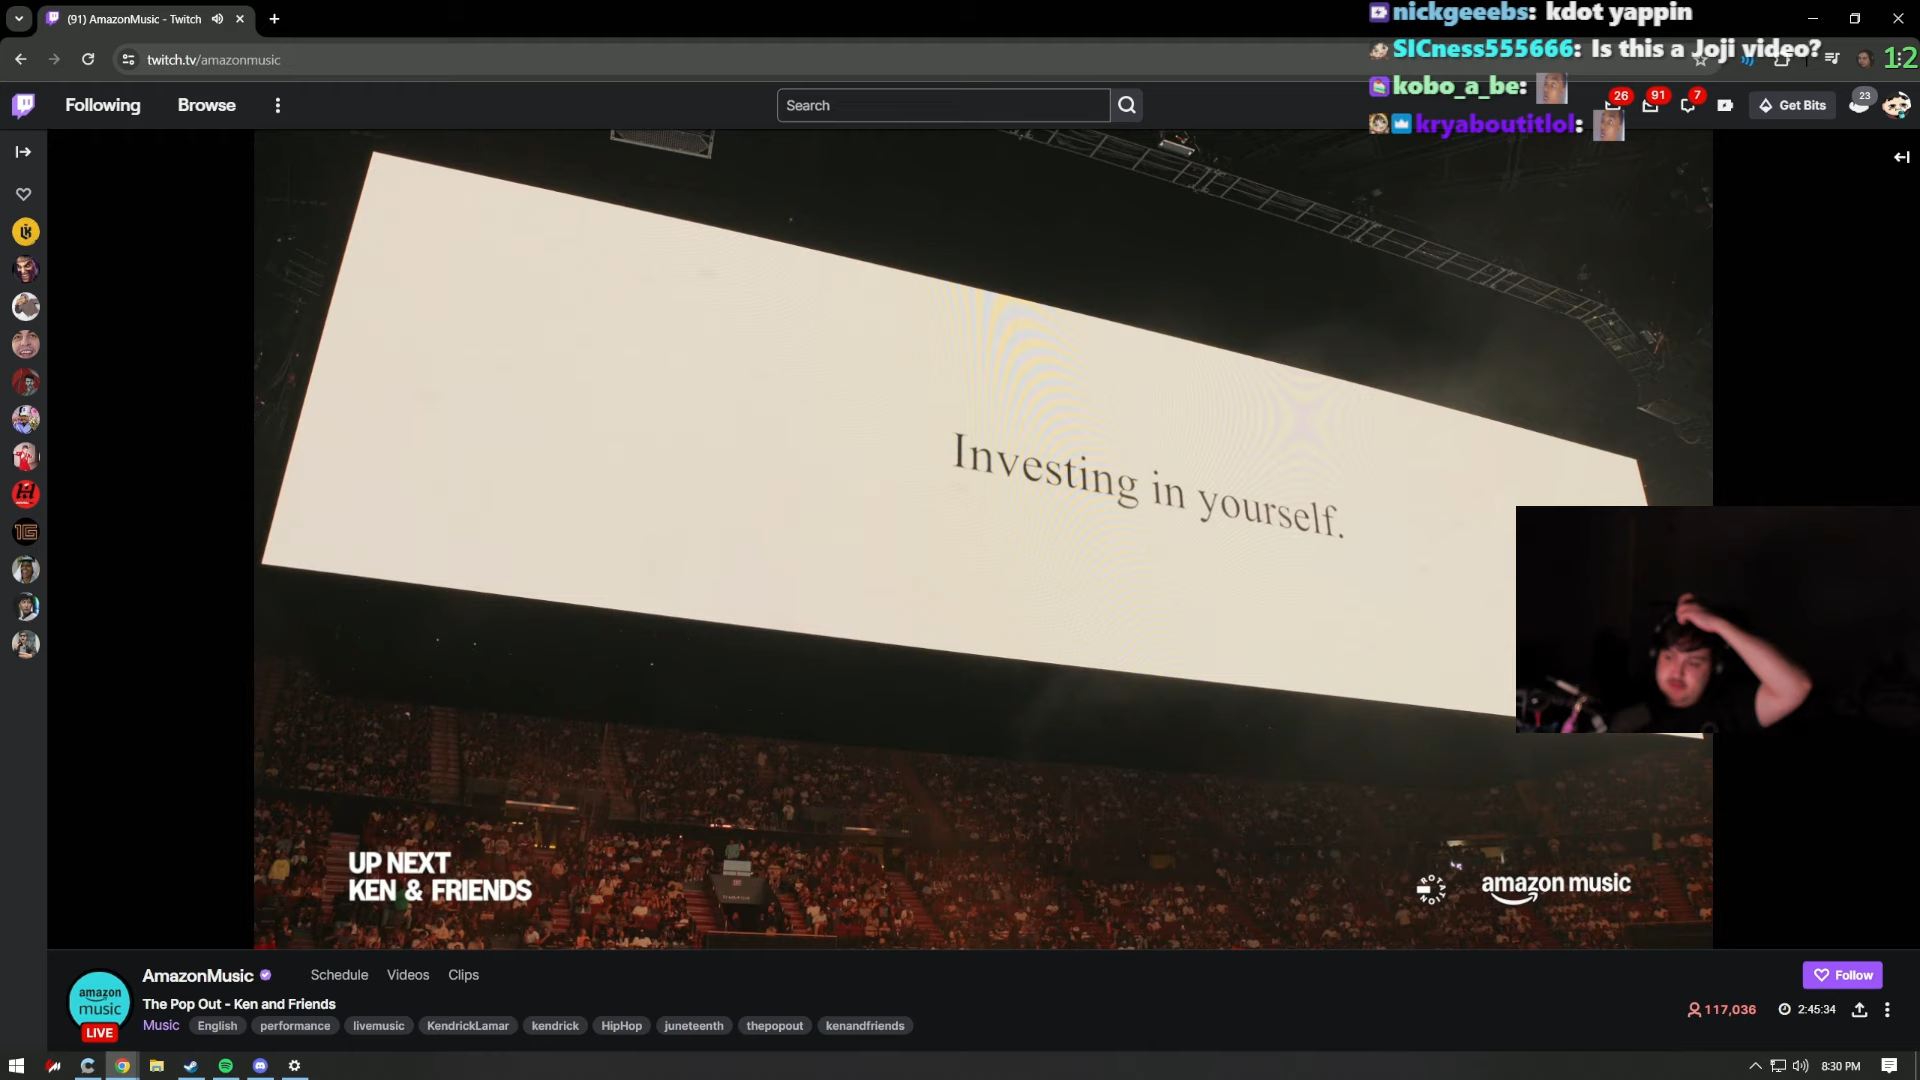 (91) AmazonMusic - Twitch
nickgeeebs: kdot yappin
twitch.tv/amazonmusic
SICness555666: Is this a Joji video?
12
kobo_a_be:
kryaboutitlol:
Following
Browse
Search
26
91
7
Get Bits
23
Investing in yourself.
UP NEXT
KEN & FRIENDS
ROTATION
amazon music
amazon
music
LIVE
AmazonMusic
Schedule
Videos
Clips
Follow
The Pop Out - Ken and Friends
Music
English
performance
livemusic
KendrickLamar
kendrick
HipHop
juneteenth
thepopout
kenandfriends
117,036
2:45:34
8:30 PM